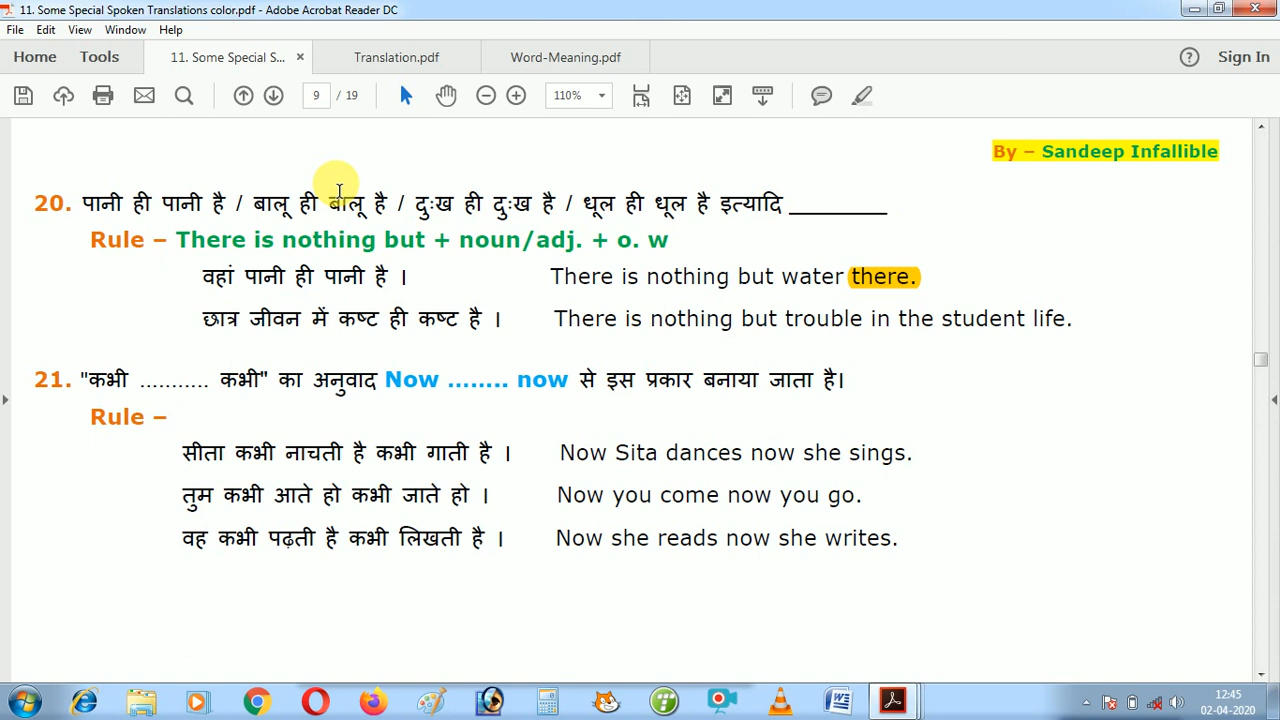 11. Some Special Spoken Translations color.pdf - Adobe Acrobat Reader DC
File Edit View Window Help
Home Tools 11. Some Special S... × Translation.pdf Word-Meaning.pdf ? Sign In
9 / 19 110%
By – Sandeep Infallible
20. पानी ही पानी है / बालू ही बालू है / दुःख ही दुःख है / धूल ही धूल है इत्यादि ________
Rule – There is nothing but + noun/adj. + o. w
वहां पानी ही पानी है । There is nothing but water there.
छात्र जीवन में कष्ट ही कष्ट है । There is nothing but trouble in the student life.
21. "कभी ........... कभी" का अनुवाद Now ........ now से इस प्रकार बनाया जाता है।
Rule –
सीता कभी नाचती है कभी गाती है । Now Sita dances now she sings.
तुम कभी आते हो कभी जाते हो । Now you come now you go.
वह कभी पढ़ती है कभी लिखती है । Now she reads now she writes.
12:45
02-04-2020